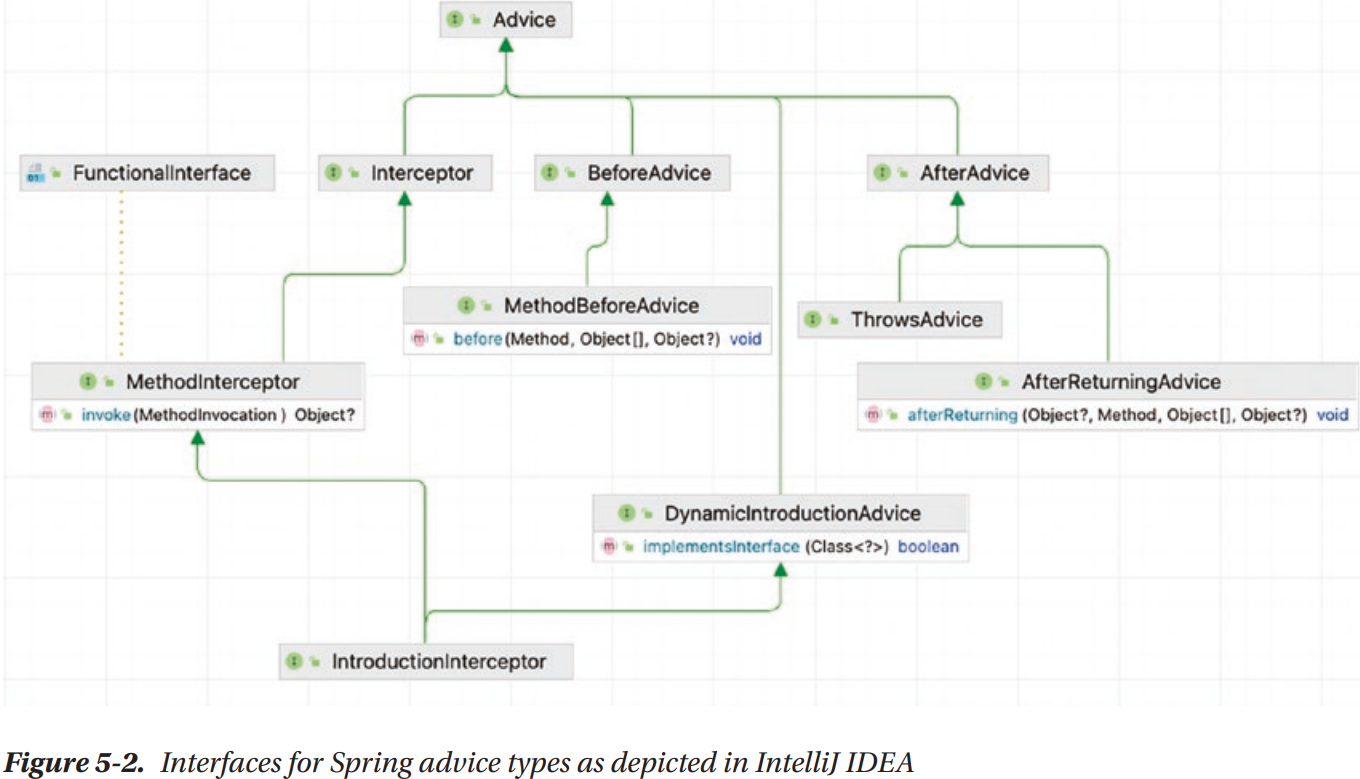 Advice
FunctionalInterface
Interceptor
BeforeAdvice
AfterAdvice
MethodBeforeAdvice
before(Method, Object[], Object?) void
ThrowsAdvice
MethodInterceptor
invoke(MethodInvocation) Object?
AfterReturningAdvice
afterReturning (Object?, Method, Object[], Object?) void
DynamicIntroductionAdvice
implementsInterface (Class<?>) boolean
IntroductionInterceptor
Figure 5-2. Interfaces for Spring advice types as depicted in IntelliJ IDEA